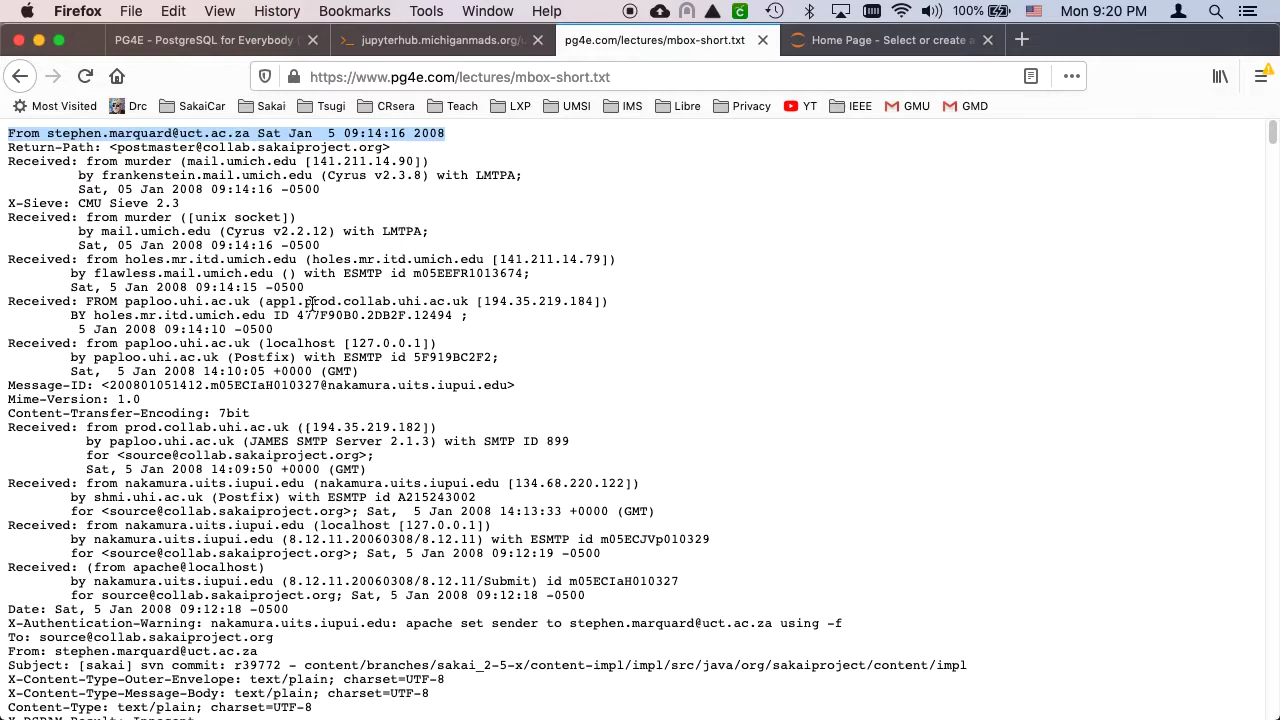 Firefox File Edit View History Bookmarks Tools Window Help 100% Mon 9:20 PM
PG4E - PostgreSQL for Everybody ( jupyterhub.michiganmads.org/ pg4e.com/lectures/mbox-short.txt Home Page - Select or create a
https://www.pg4e.com/lectures/mbox-short.txt
Most Visited Drc SakaiCar Sakai Tsugi CRsera Teach LXP UMSI IMS Libre Privacy YT IEEE GMU GMD
From stephen.marquard@uct.ac.za Sat Jan  5 09:14:16 2008
Return-Path: <postmaster@collab.sakaiproject.org>
Received: from murder (mail.umich.edu [141.211.14.90])
by frankenstein.mail.umich.edu (Cyrus v2.3.8) with LMTPA;
Sat, 05 Jan 2008 09:14:16 -0500
X-Sieve: CMU Sieve 2.3
Received: from murder ([unix socket])
by mail.umich.edu (Cyrus v2.2.12) with LMTPA;
Sat, 05 Jan 2008 09:14:16 -0500
Received: from holes.mr.itd.umich.edu (holes.mr.itd.umich.edu [141.211.14.79])
by flawless.mail.umich.edu () with ESMTP id m05EEFR1013674;
Sat, 5 Jan 2008 09:14:15 -0500
Received: FROM paploo.uhi.ac.uk (app1.prod.collab.uhi.ac.uk [194.35.219.184])
BY holes.mr.itd.umich.edu ID 477F90B0.2DB2F.12494 ;
5 Jan 2008 09:14:10 -0500
Received: from paploo.uhi.ac.uk (localhost [127.0.0.1])
by paploo.uhi.ac.uk (Postfix) with ESMTP id 5F919BC2F2;
Sat,  5 Jan 2008 14:10:05 +0000 (GMT)
Message-ID: <200801051412.m05ECIaH010327@nakamura.uits.iupui.edu>
Mime-Version: 1.0
Content-Transfer-Encoding: 7bit
Received: from prod.collab.uhi.ac.uk ([194.35.219.182])
by paploo.uhi.ac.uk (JAMES SMTP Server 2.1.3) with SMTP ID 899
for <source@collab.sakaiproject.org>;
Sat, 5 Jan 2008 14:09:50 +0000 (GMT)
Received: from nakamura.uits.iupui.edu (nakamura.uits.iupui.edu [134.68.220.122])
by shmi.uhi.ac.uk (Postfix) with ESMTP id A215243002
for <source@collab.sakaiproject.org>; Sat,  5 Jan 2008 14:13:33 +0000 (GMT)
Received: from nakamura.uits.iupui.edu (localhost [127.0.0.1])
by nakamura.uits.iupui.edu (8.12.11.20060308/8.12.11) with ESMTP id m05ECJVp010329
for <source@collab.sakaiproject.org>; Sat, 5 Jan 2008 09:12:19 -0500
Received: (from apache@localhost)
by nakamura.uits.iupui.edu (8.12.11.20060308/8.12.11/Submit) id m05ECIaH010327
for source@collab.sakaiproject.org; Sat, 5 Jan 2008 09:12:18 -0500
Date: Sat, 5 Jan 2008 09:12:18 -0500
X-Authentication-Warning: nakamura.uits.iupui.edu: apache set sender to stephen.marquard@uct.ac.za using -f
To: source@collab.sakaiproject.org
From: stephen.marquard@uct.ac.za
Subject: [sakai] svn commit: r39772 - content/branches/sakai_2-5-x/content-impl/impl/src/java/org/sakaiproject/content/impl
X-Content-Type-Outer-Envelope: text/plain; charset=UTF-8
X-Content-Type-Message-Body: text/plain; charset=UTF-8
Content-Type: text/plain; charset=UTF-8